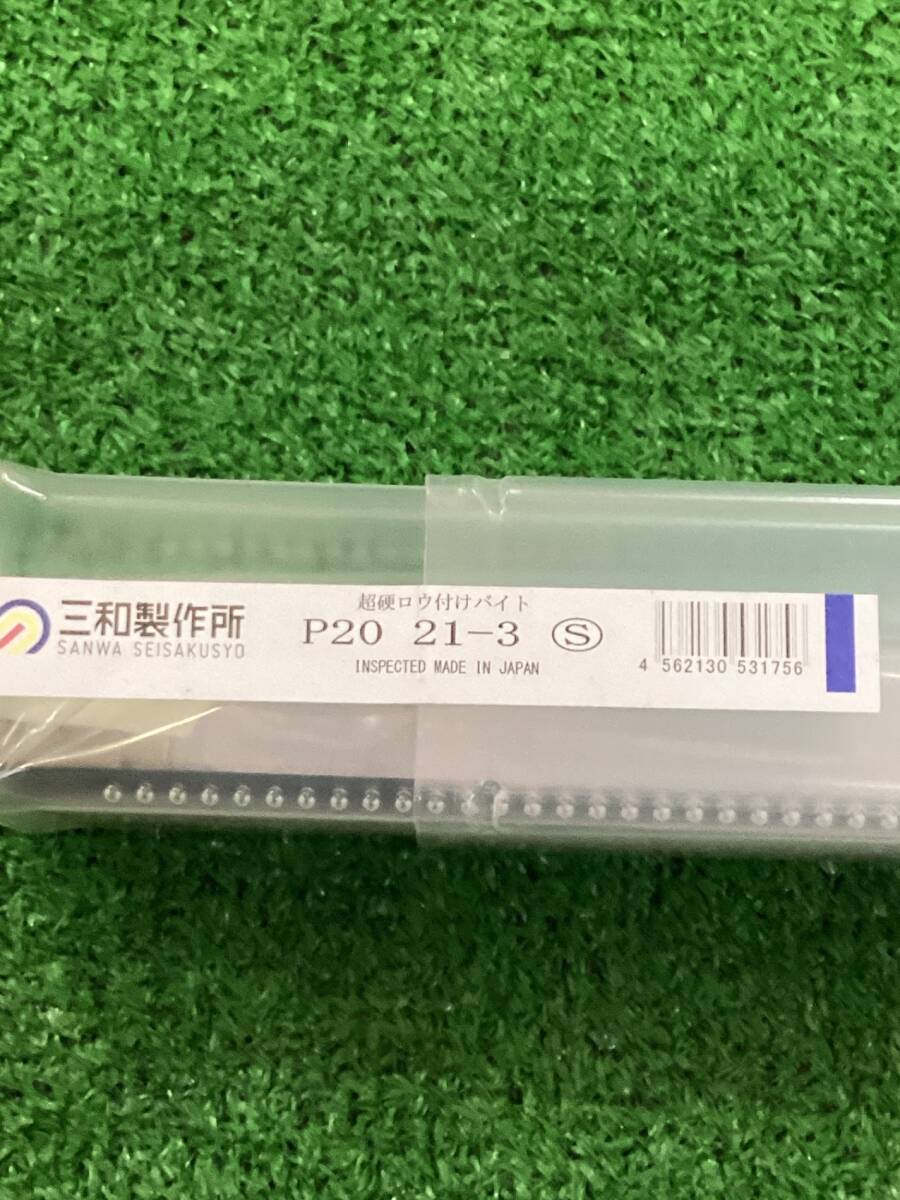 三和製作所
SANWA SEISAKUSYO
超硬ロウ付けバイト
P20 21-3 Ⓢ
INSPECTED MADE IN JAPAN
4 562130 531756